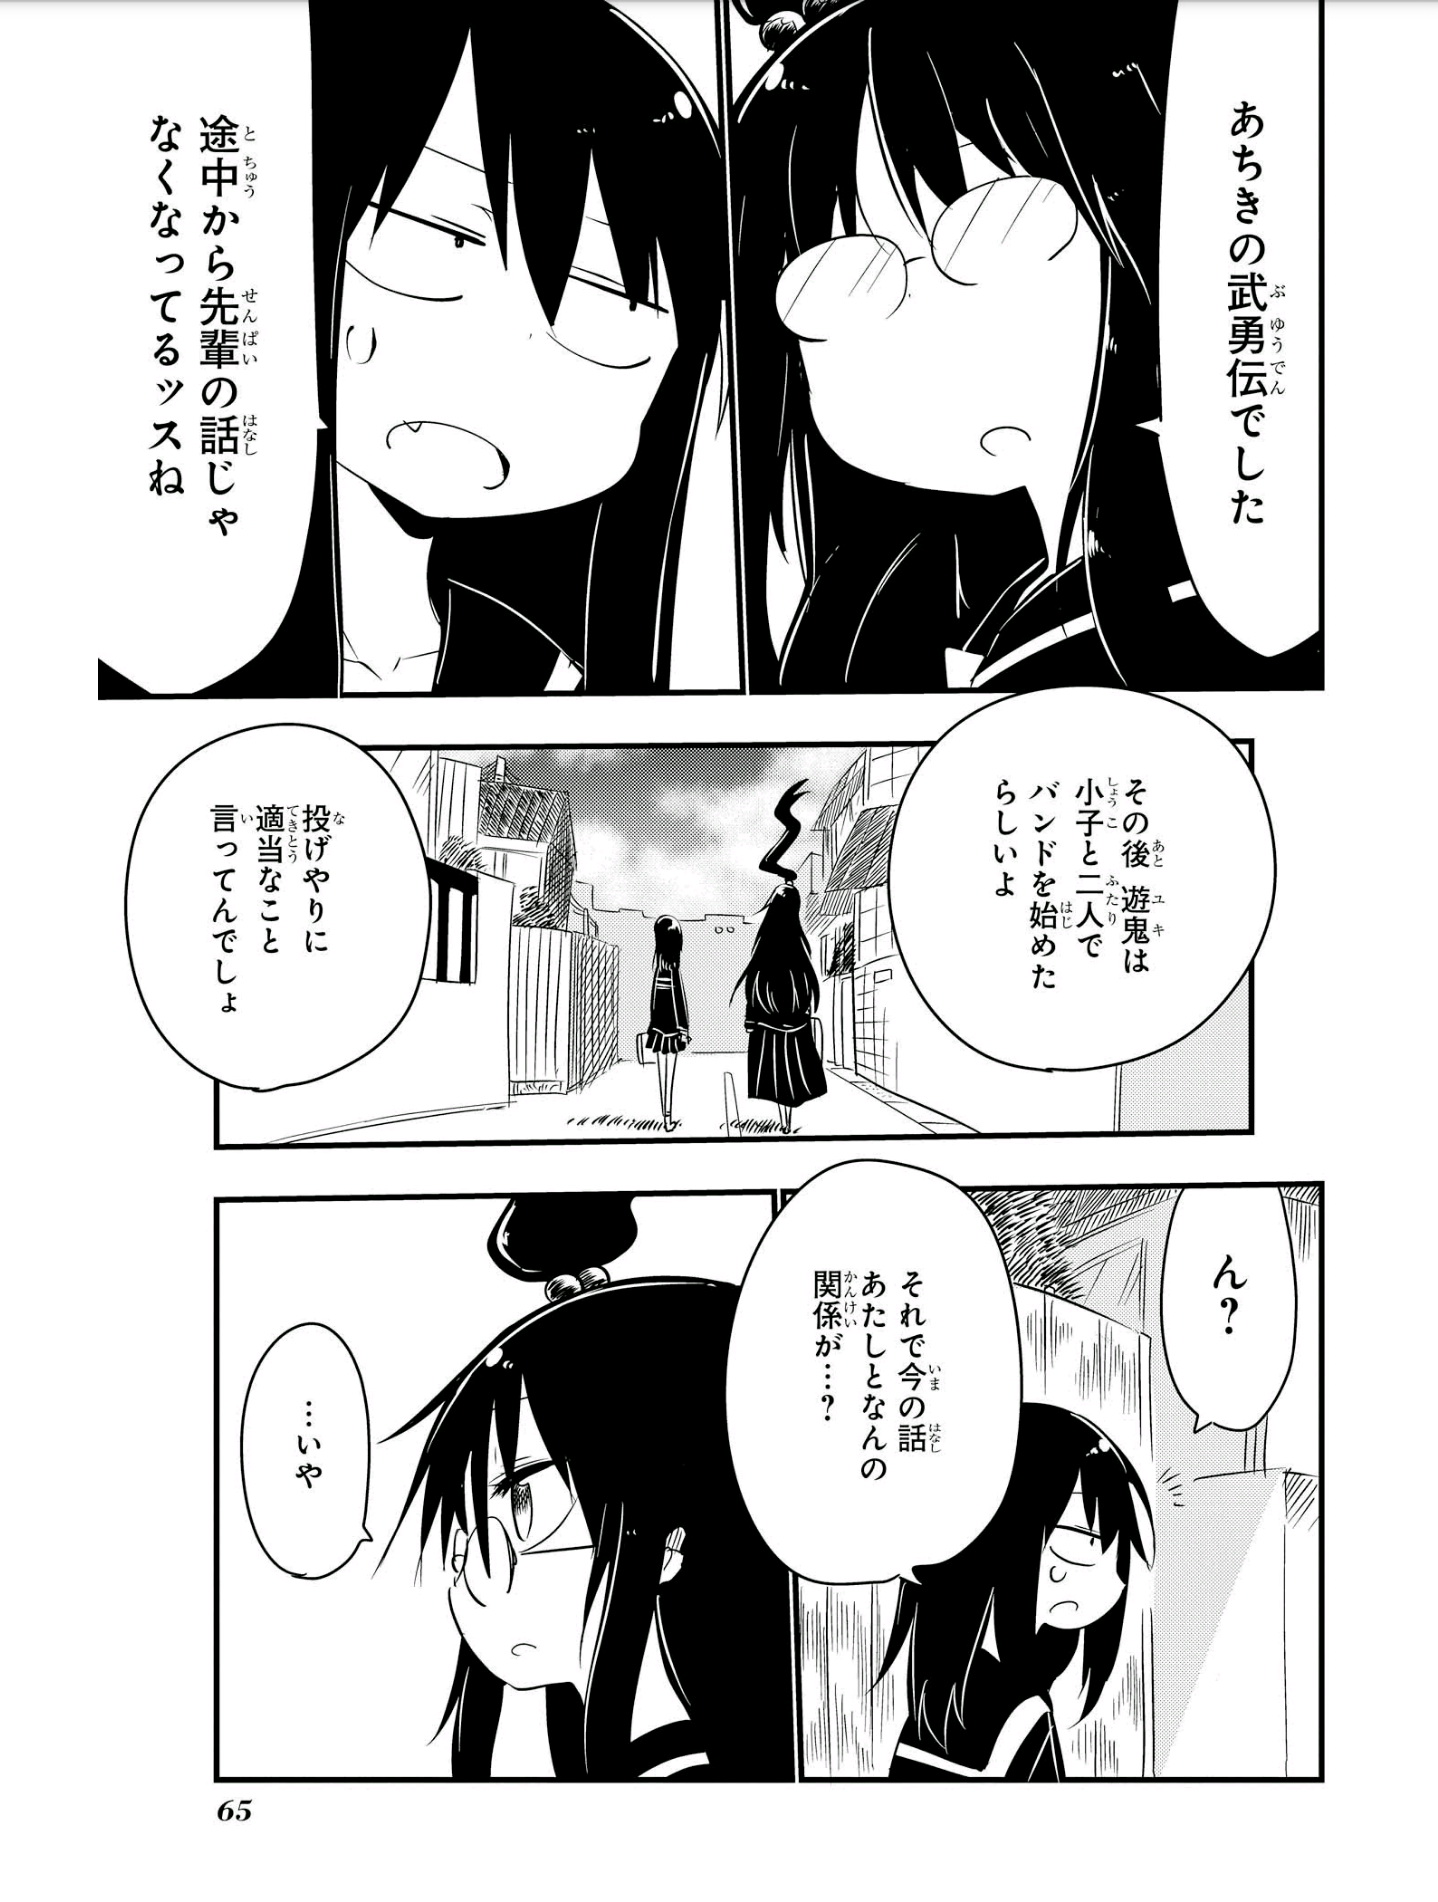 あちきの武勇伝でした
途中から先輩の話じゃ
なくなってるッスね
その後 遊鬼は
小子と二人で
バンドを始めた
らしいよ
投げやりに
適当なこと
言ってんでしょ
ん?
それで今の話
あたしとなんの
関係が…?
…いや
65